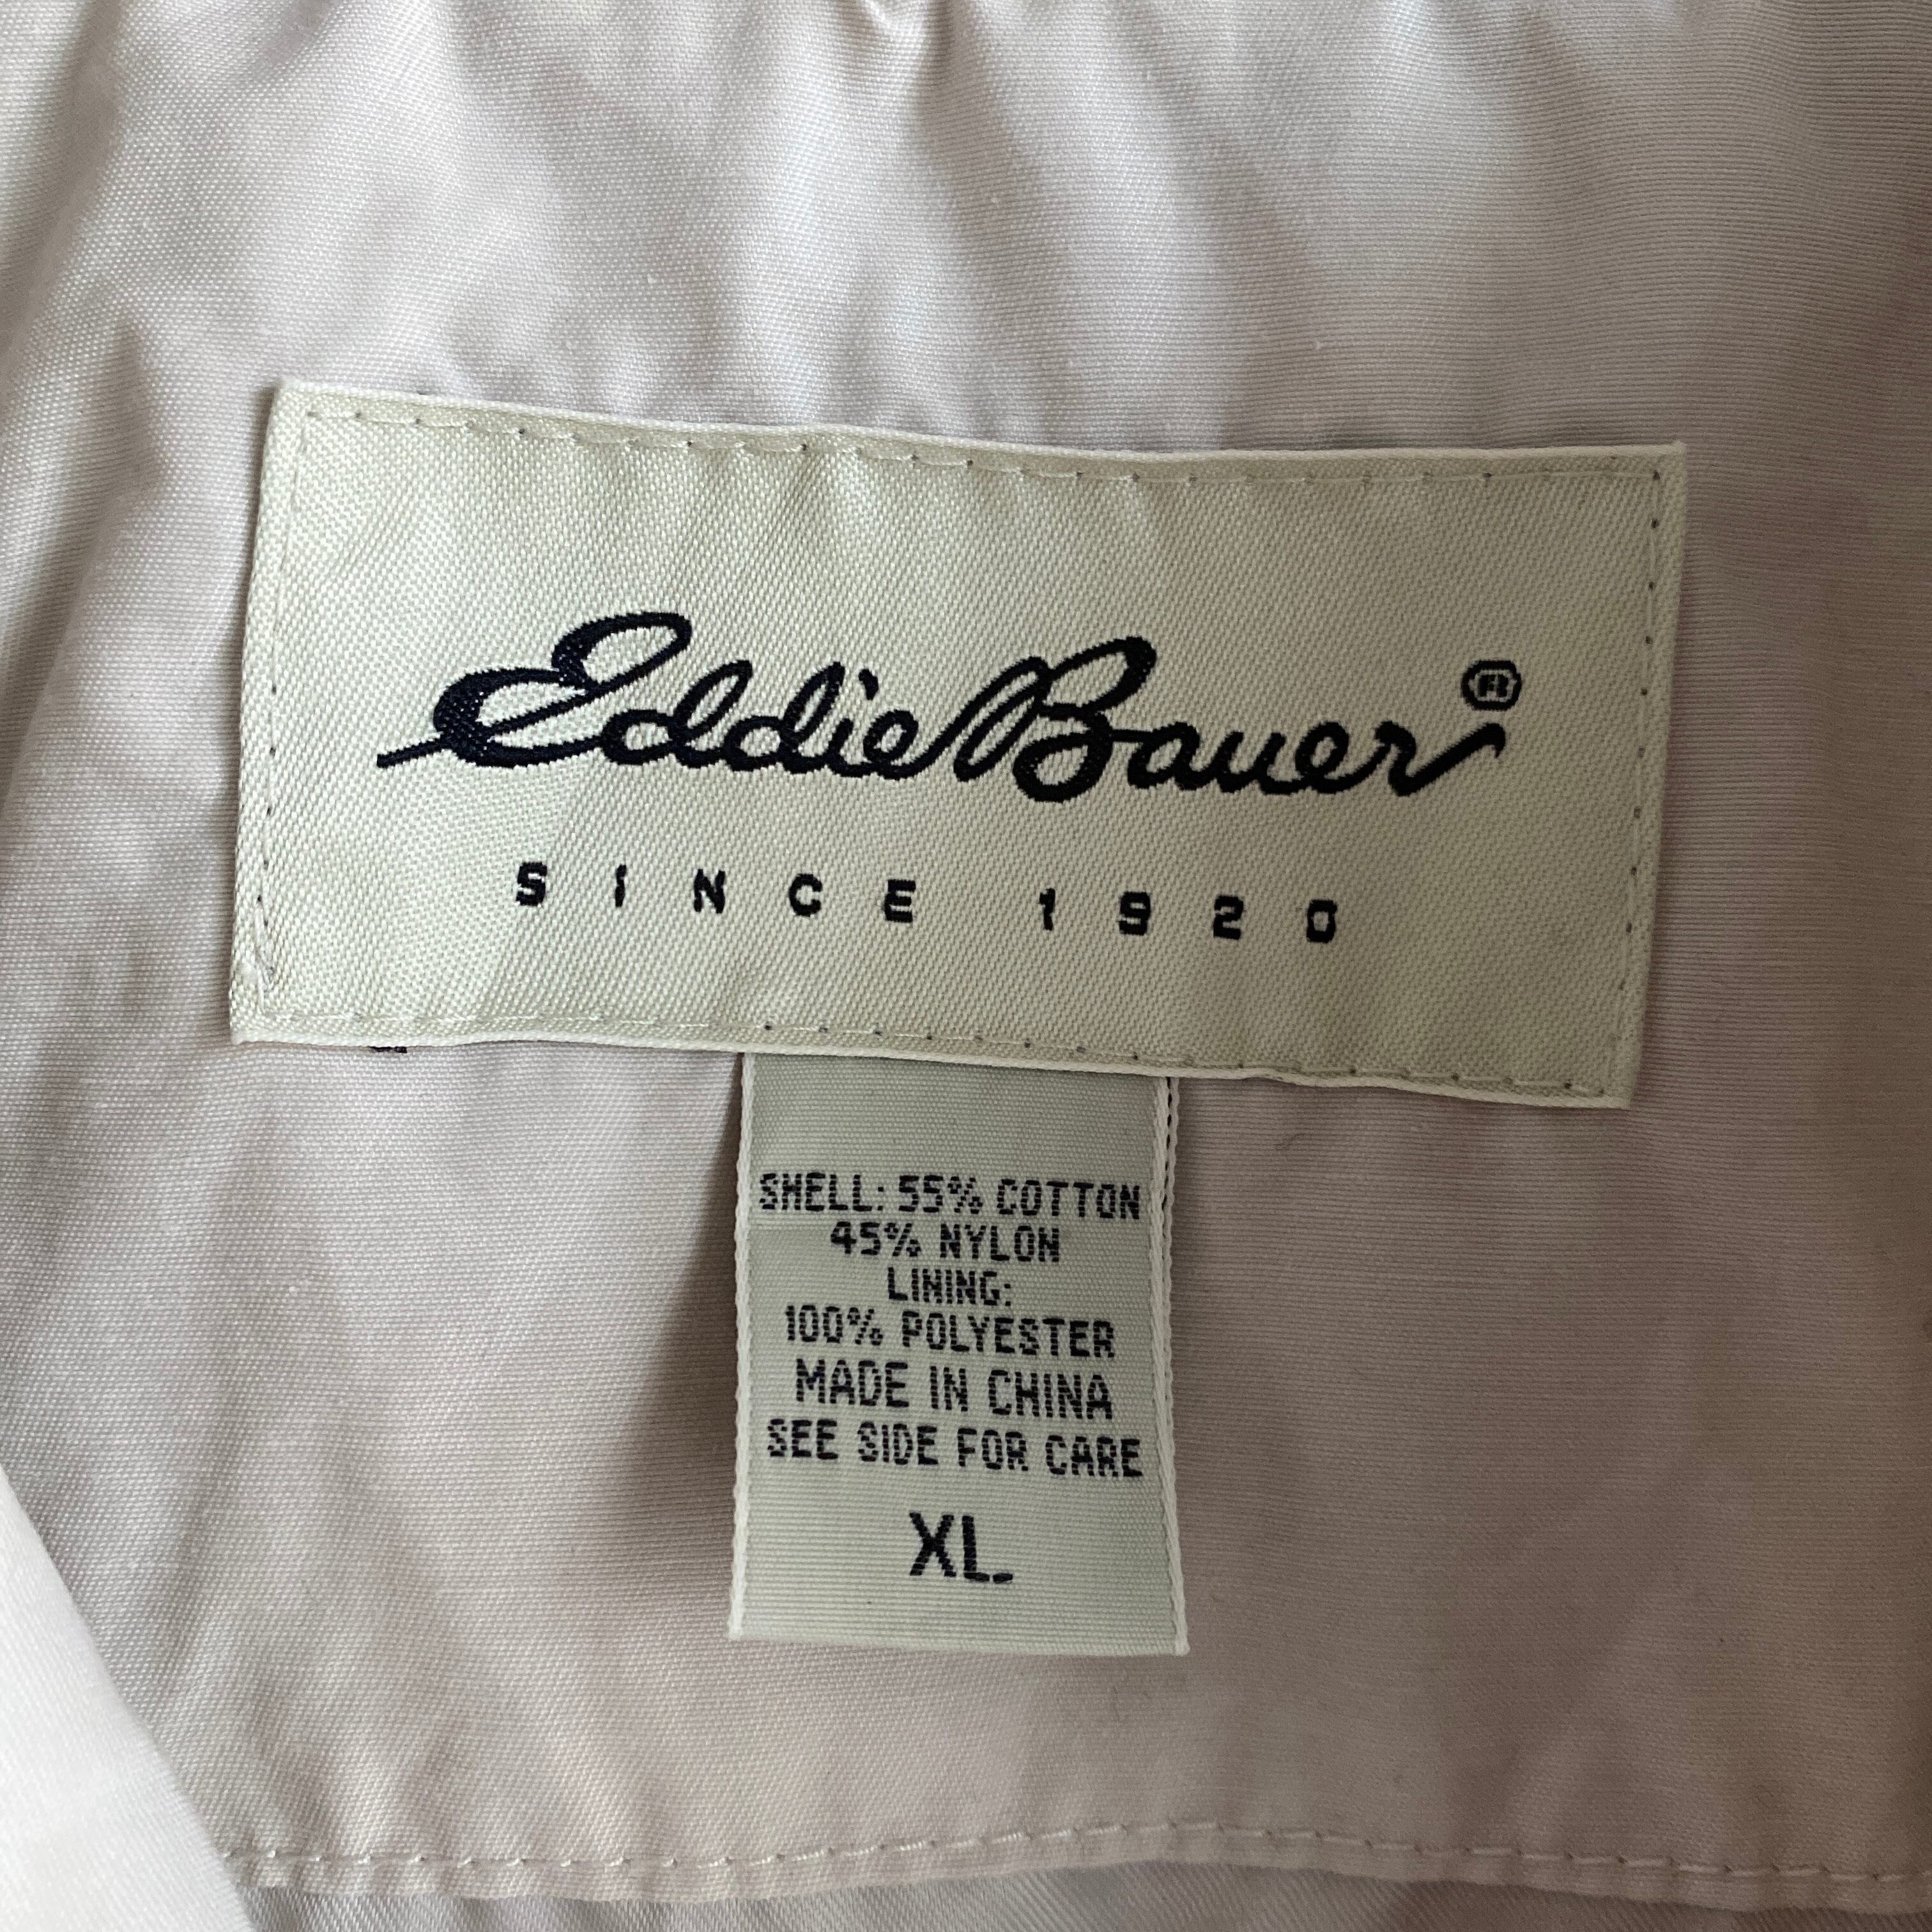 Eddie Bauer®
SINCE 1920
SHELL: 55% COTTON
45% NYLON
LINING:
100% POLYESTER
MADE IN CHINA
SEE SIDE FOR CARE
XL